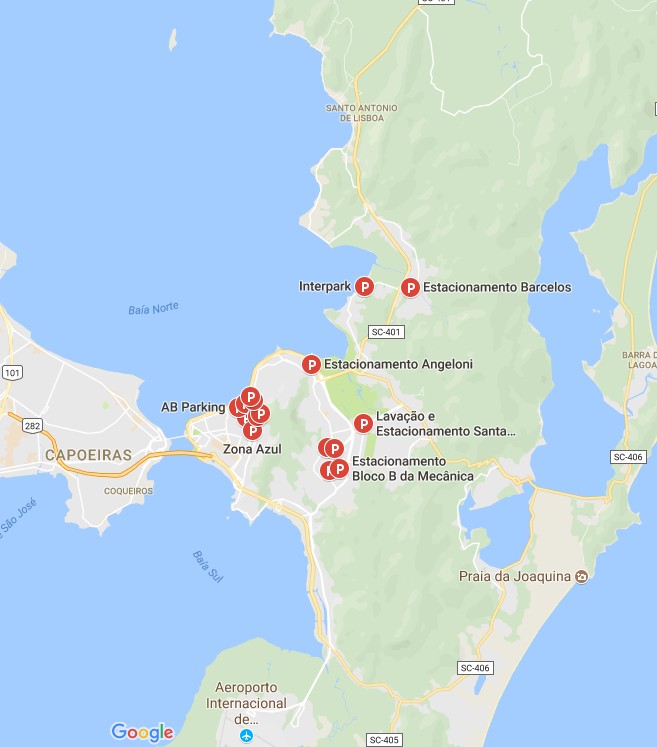 SANTO ANTONIO
DE LISBOA
Interpark
Estacionamento Barcelos
Baía Norte
SC-401
BARRA D
LAGOA
Estacionamento Angeloni
101
AB Parking
Lavação e
Estacionamento Santa...
282
Zona Azul
CAPOEIRAS
Estacionamento
Bloco B da Mecânica
SC-406
COQUEIROS
e São José
Baía Sul
Praia da Joaquina
SC-406
Aeroporto
Internacional
de...
Google
SC-405